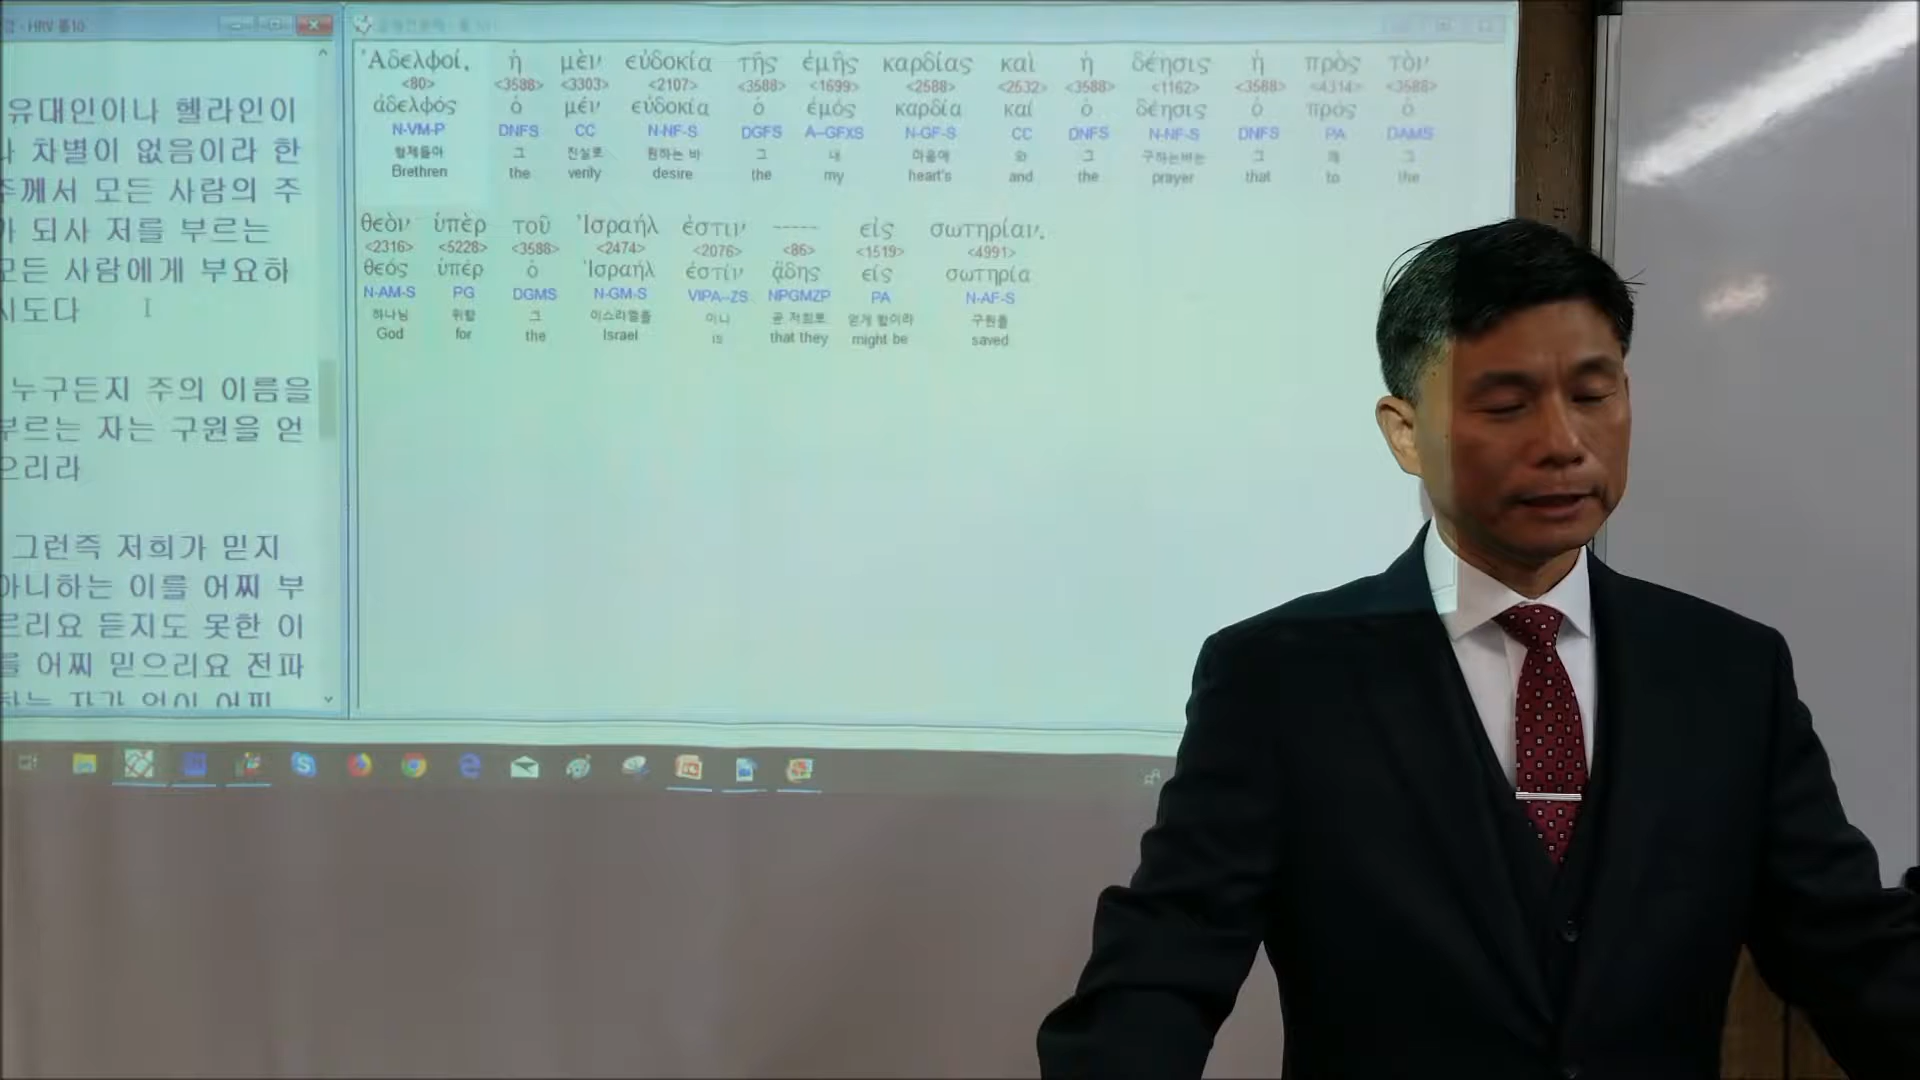 - HRV 롬10
유대인이나 헬라인이
차별이 없음이라 한
주께서 모든 사람의 주
되사 저를 부르는
모든 사람에게 부요하
시도다
누구든지 주의 이름을
부르는 자는 구원을 얻
으리라
그런즉 저희가 믿지
아니하는 이를 어찌 부
르리요 듣지도 못한 이
를 어찌 믿으리요 전파
하는 자가 없이 어찌
Ἀδελφοί, ἡ μὲν εὐδοκία τῆς ἐμῆς καρδίας καὶ ἡ δέησις ἡ πρὸς τὸν
<80> <3588> <3303> <2107> <3588> <1699> <2588> <2532> <3588> <1162> <3588> <4314> <3588>
ἀδελφός ὁ μέν εὐδοκία ὁ ἐμός καρδία καί ὁ δέησις ὁ πρός ὁ
N-VM-P DNFS CC N-NF-S DGFS A--GFXS N-GF-S CC DNFS N-NF-S DNFS PA DAMS
형제들아 그 진실로 원하는 바 그 내 마음에 와 그 구하는바는 그 께 그
Brethren the verily desire the my heart's and the prayer that to the
θεὸν ὑπὲρ τοῦ Ἰσραήλ ἐστιν ----- εἰς σωτηρίαν.
<2316> <5228> <3588> <2474> <2076> <86> <1519> <4991>
θεός ὑπέρ ὁ Ἰσραήλ ἐστίν ᾅδης εἰς σωτηρία
N-AM-S PG DGMS N-GM-S VIPA--ZS NPGMZP PA N-AF-S
하나님 위함 그 이스라엘을 이니 곧 저희로 얻게 함이라 구원을
God for the Israel is that they might be saved